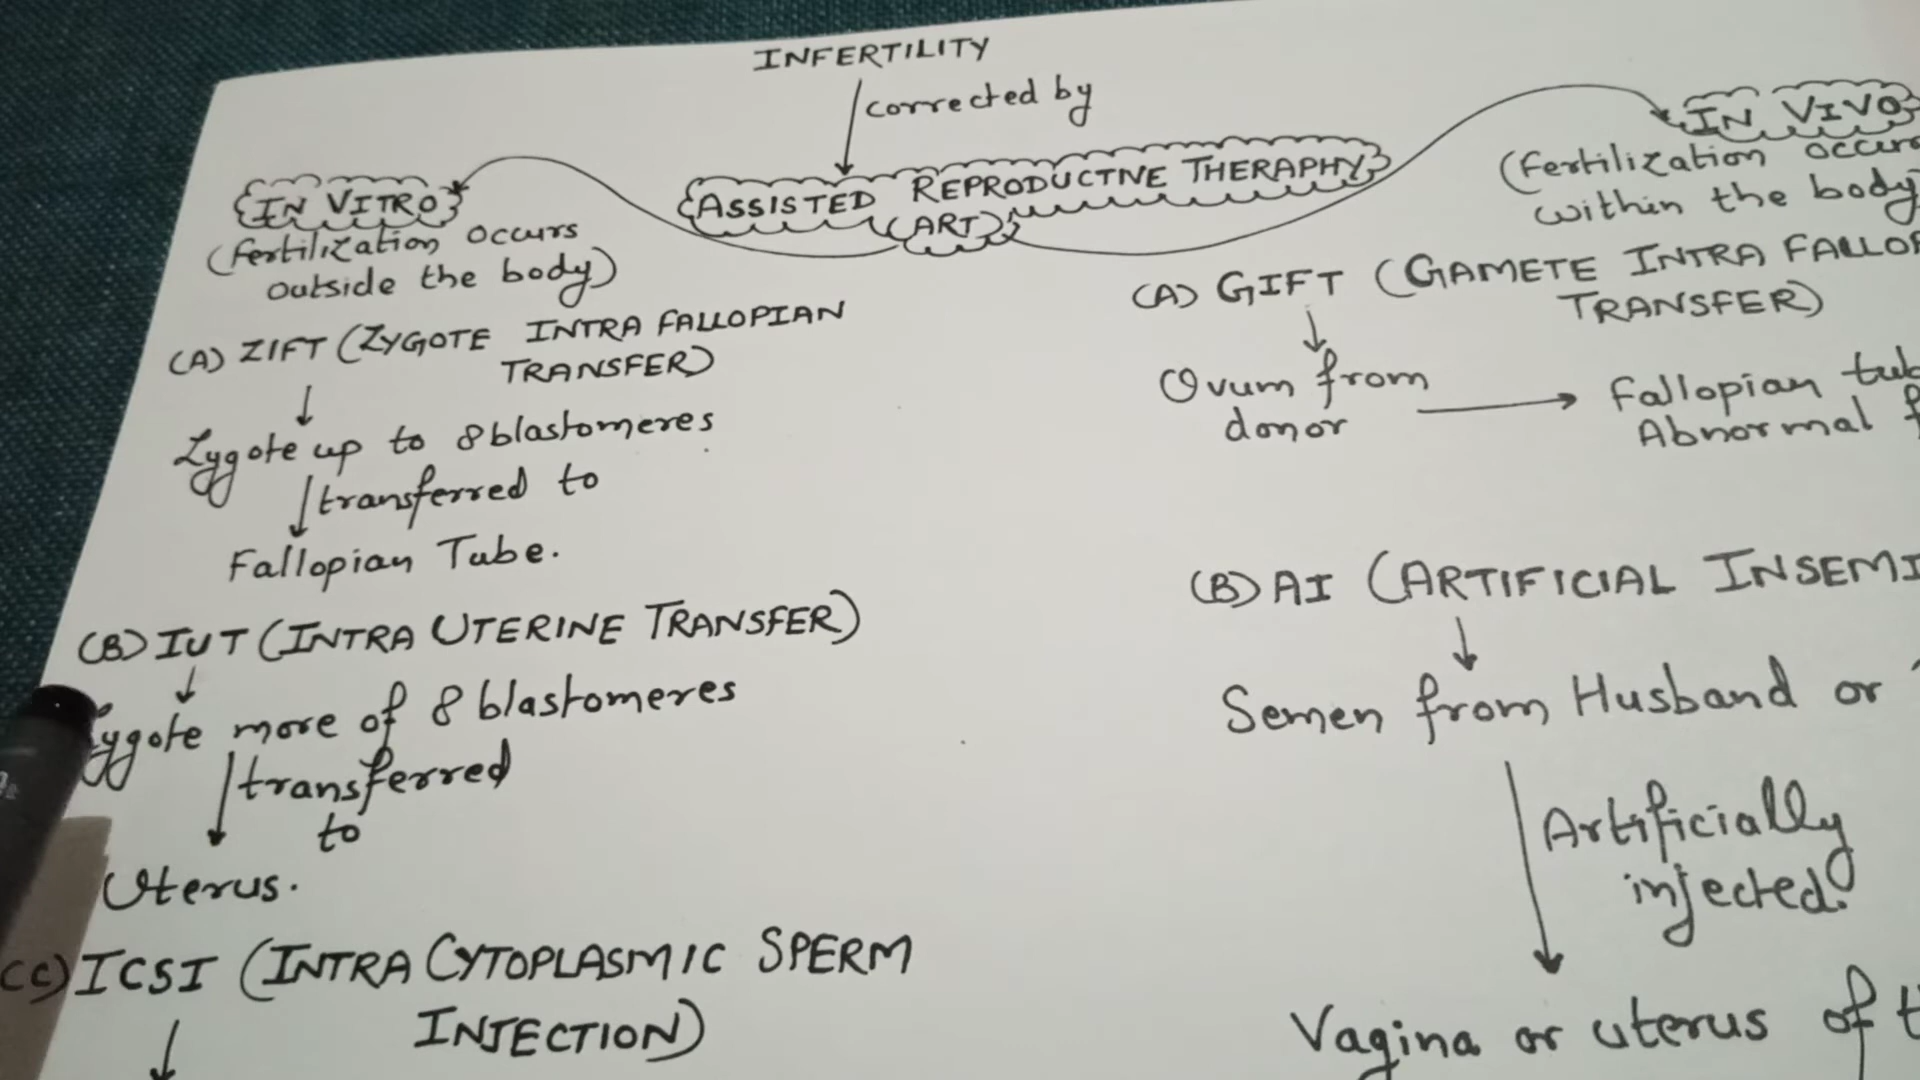 INFERTILITY
corrected by
ASSISTED REPRODUCTIVE THERAPHY
(ART)
IN VITRO
(Fertilization occurs
outside the body)
(A) ZIFT (ZYGOTE INTRA FALLOPIAN
TRANSFER)
Zygote up to 8 blastomeres
transferred to
Fallopian Tube.
(B) IUT (INTRA UTERINE TRANSFER)
Zygote more of 8 blastomeres
transferred
to
Uterus.
(C) ICSI (INTRA CYTOPLASMIC SPERM
INJECTION)
IN VIVO
(Fertilization occurs
within the body
(A) GIFT (GAMETE INTRA FALLOP
TRANSFER)
Ovum from
donor
Fallopian tub
Abnormal f
(B) AI (ARTIFICIAL INSEMI
Semen from Husband or
Artificially
injected.
Vagina or uterus of t